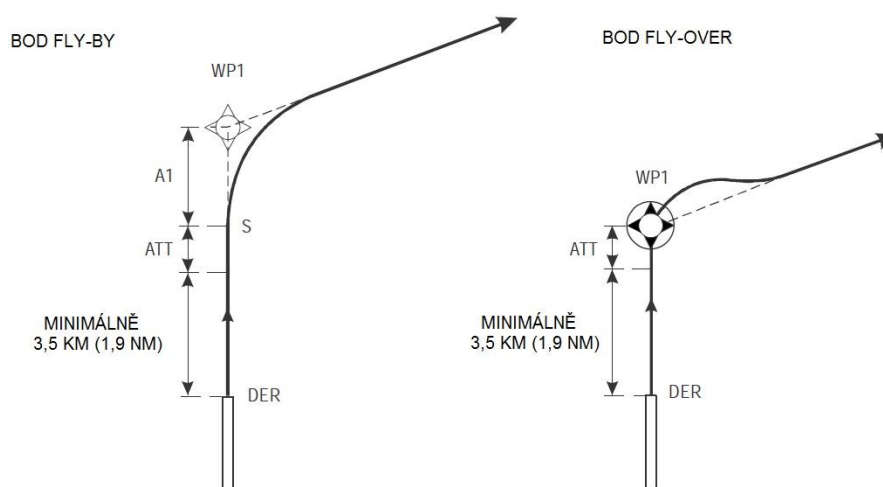 BOD FLY-BY
WP1
A1
S
ATT
MINIMÁLNĚ
3,5 KM (1,9 NM)
DER
BOD FLY-OVER
WP1
ATT
MINIMÁLNĚ
3,5 KM (1,9 NM)
DER